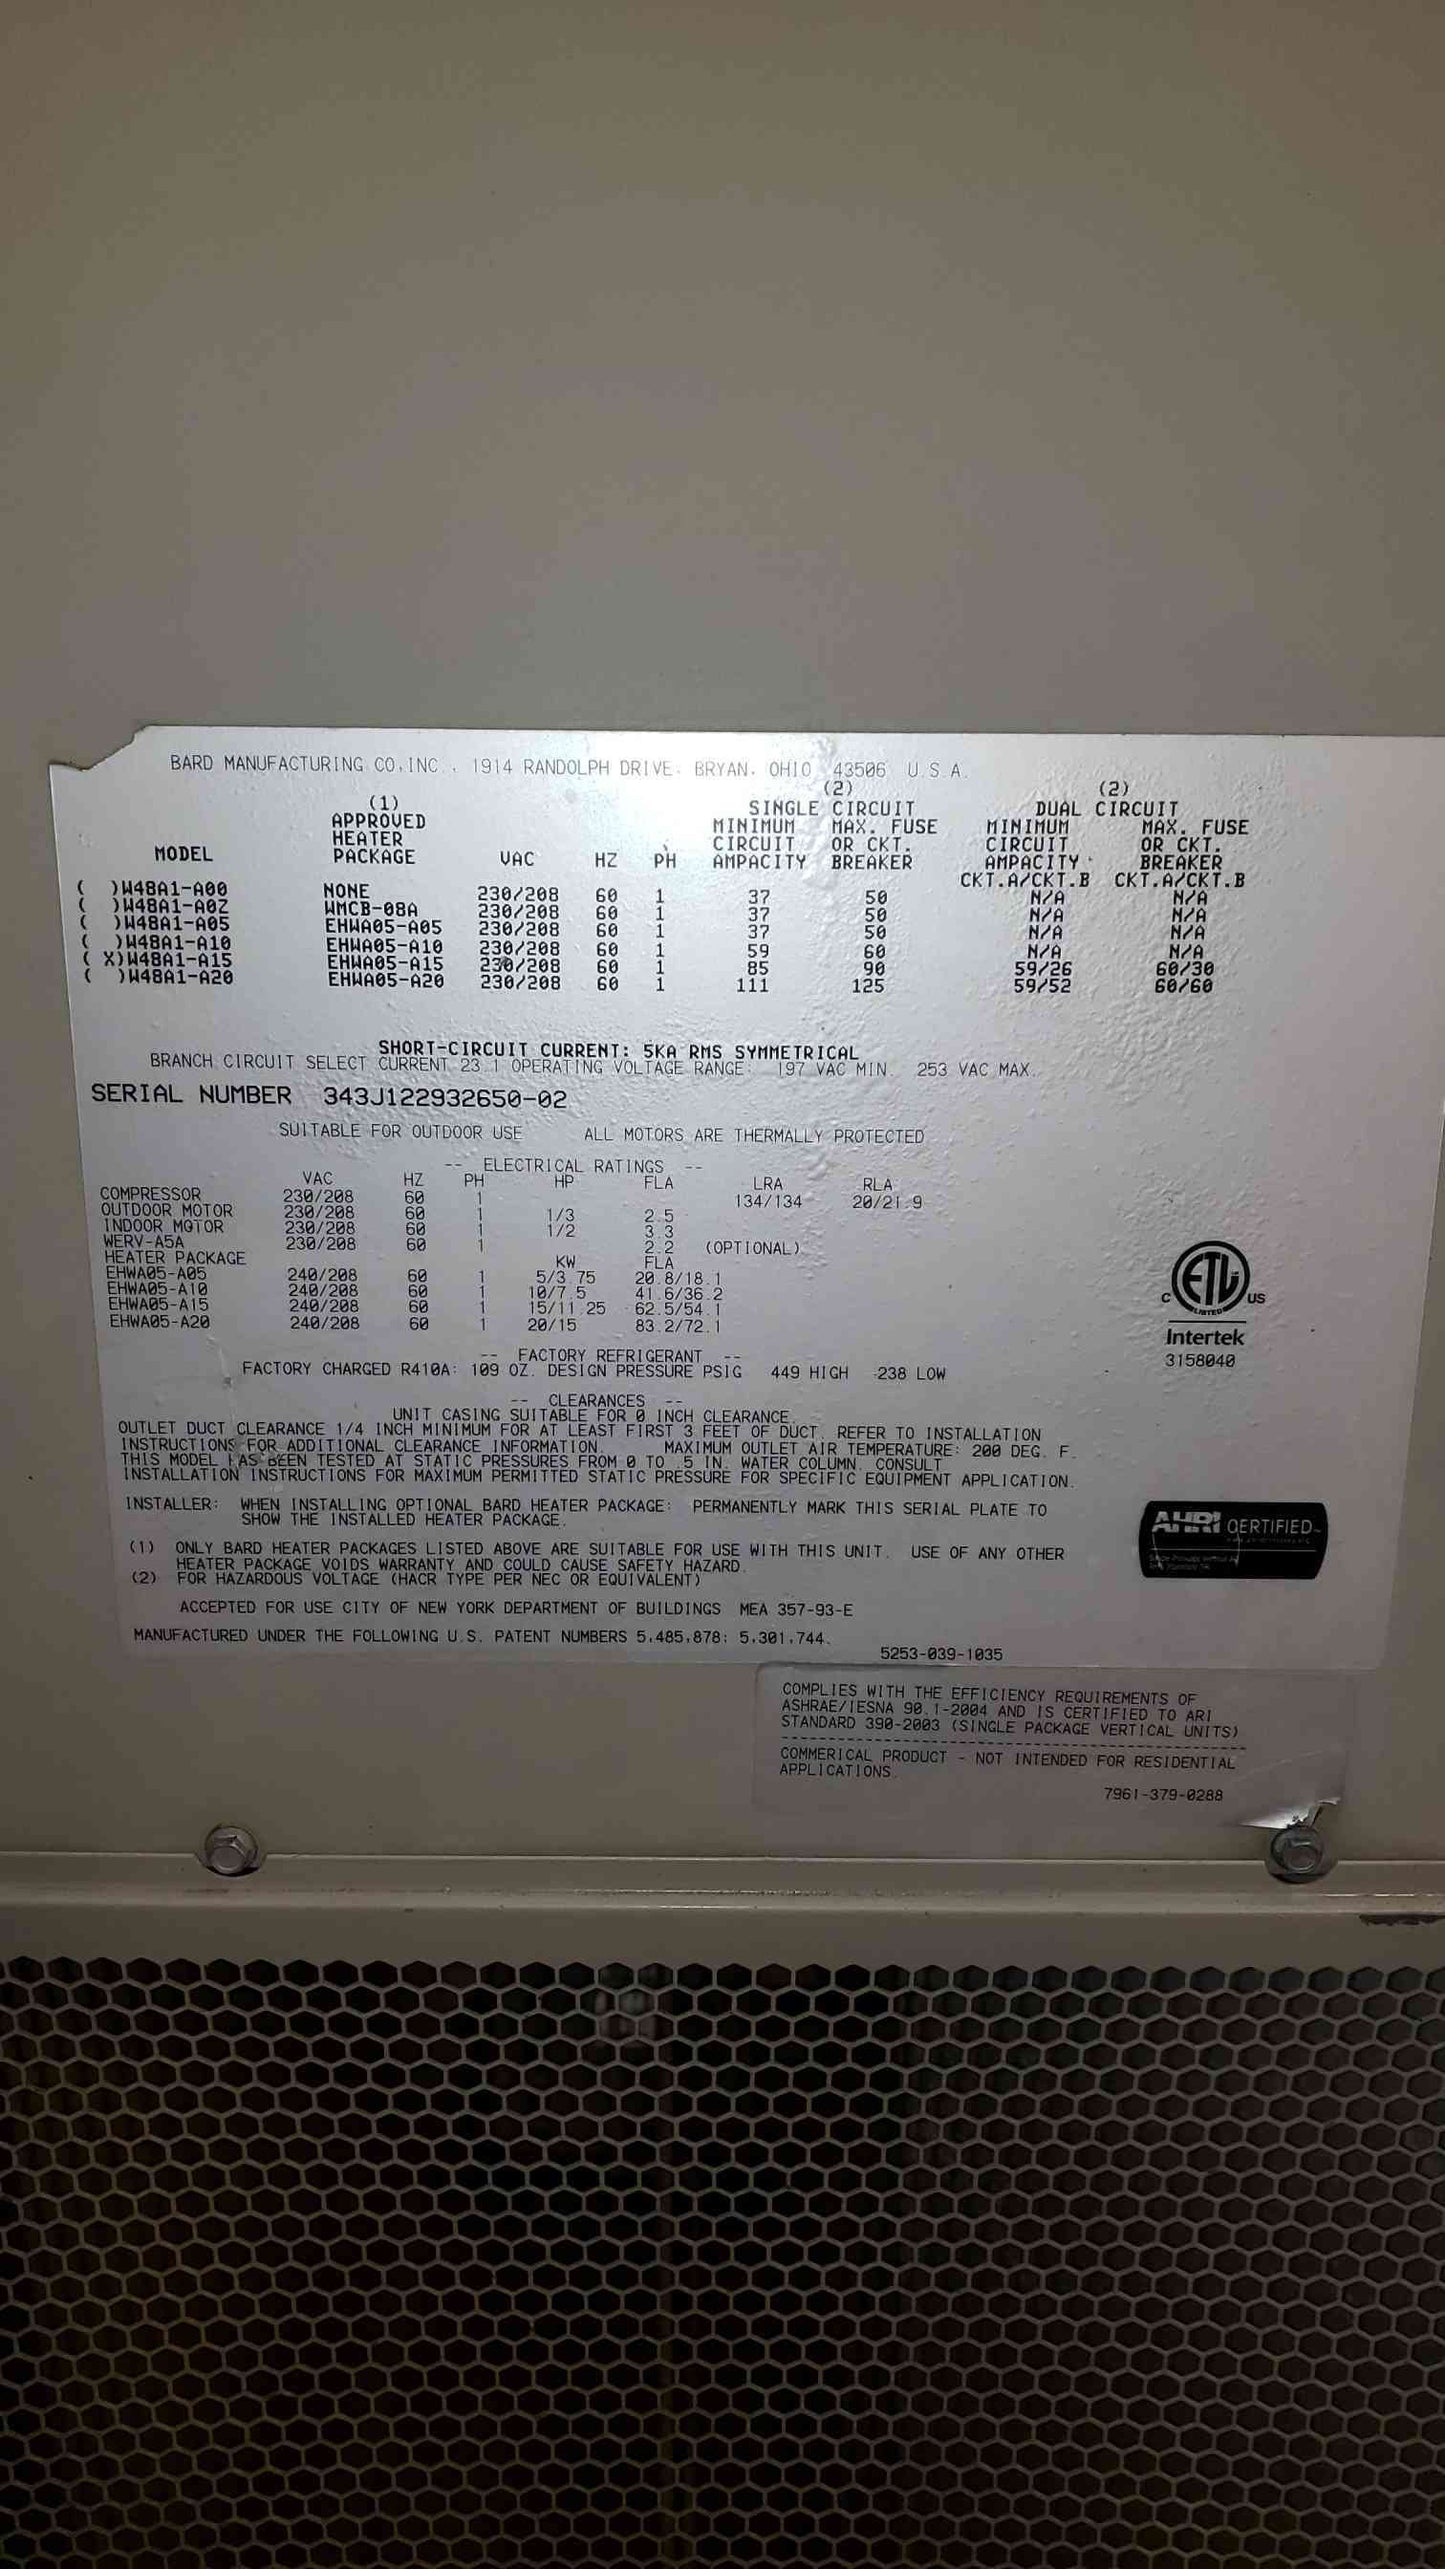 BARD MANUFACTURING CO,INC., 1914 RANDOLPH DRIVE, BRYAN, OHIO 43506 U.S.A.
(1) (2) (2)
APPROVED SINGLE CIRCUIT DUAL CIRCUIT
HEATER MINIMUM MAX. FUSE MINIMUM MAX. FUSE
MODEL PACKAGE VAC HZ PH CIRCUIT OR CKT. CIRCUIT OR CKT.
AMPACITY BREAKER AMPACITY BREAKER
CKT.A/CKT.B CKT.A/CKT.B
( )W48A1-A00 NONE 230/208 60 1 37 50 N/A N/A
( )W48A1-A0Z WMCB-08A 230/208 60 1 37 50 N/A N/A
( )W48A1-A05 EHWA05-A05 230/208 60 1 37 50 N/A N/A
( )W48A1-A10 EHWA05-A10 230/208 60 1 59 60 N/A N/A
( X)W48A1-A15 EHWA05-A15 230/208 60 1 85 90 59/26 60/30
( )W48A1-A20 EHWA05-A20 230/208 60 1 111 125 59/52 60/60
SHORT-CIRCUIT CURRENT: 5KA RMS SYMMETRICAL
BRANCH CIRCUIT SELECT CURRENT 23.1 OPERATING VOLTAGE RANGE: 197 VAC MIN. 253 VAC MAX.
SERIAL NUMBER 343J122932650-02
SUITABLE FOR OUTDOOR USE ALL MOTORS ARE THERMALLY PROTECTED
-- ELECTRICAL RATINGS --
VAC HZ PH HP FLA LRA RLA
COMPRESSOR 230/208 60 1 134/134 20/21.9
OUTDOOR MOTOR 230/208 60 1 1/3 2.5
INDOOR MOTOR 230/208 60 1 1/2 3.3
WERV-A5A 230/208 60 1 2.2 (OPTIONAL)
HEATER PACKAGE KW FLA
EHWA05-A05 240/208 60 1 5/3.75 20.8/18.1
EHWA05-A10 240/208 60 1 10/7.5 41.6/36.2
EHWA05-A15 240/208 60 1 15/11.25 62.5/54.1
EHWA05-A20 240/208 60 1 20/15 83.2/72.1
-- FACTORY REFRIGERANT --
FACTORY CHARGED R410A: 109 OZ. DESIGN PRESSURE PSIG 449 HIGH 238 LOW
-- CLEARANCES --
UNIT CASING SUITABLE FOR 0 INCH CLEARANCE.
OUTLET DUCT CLEARANCE 1/4 INCH MINIMUM FOR AT LEAST FIRST 3 FEET OF DUCT. REFER TO INSTALLATION
INSTRUCTIONS FOR ADDITIONAL CLEARANCE INFORMATION. MAXIMUM OUTLET AIR TEMPERATURE: 200 DEG. F.
THIS MODEL HAS BEEN TESTED AT STATIC PRESSURES FROM 0 TO .5 IN. WATER COLUMN. CONSULT
INSTALLATION INSTRUCTIONS FOR MAXIMUM PERMITTED STATIC PRESSURE FOR SPECIFIC EQUIPMENT APPLICATION.
INSTALLER: WHEN INSTALLING OPTIONAL BARD HEATER PACKAGE: PERMANENTLY MARK THIS SERIAL PLATE TO
SHOW THE INSTALLED HEATER PACKAGE.
(1) ONLY BARD HEATER PACKAGES LISTED ABOVE ARE SUITABLE FOR USE WITH THIS UNIT. USE OF ANY OTHER
HEATER PACKAGE VOIDS WARRANTY AND COULD CAUSE SAFETY HAZARD.
(2) FOR HAZARDOUS VOLTAGE (HACR TYPE PER NEC OR EQUIVALENT)
ACCEPTED FOR USE CITY OF NEW YORK DEPARTMENT OF BUILDINGS MEA 357-93-E
MANUFACTURED UNDER THE FOLLOWING U.S. PATENT NUMBERS 5,485,878; 5,301,744.
5253-039-1035
C ETL US
LISTED
Intertek
3158040
AHRI CERTIFIED
COMPLIES WITH THE EFFICIENCY REQUIREMENTS OF
ASHRAE/IESNA 90.1-2004 AND IS CERTIFIED TO ARI
STANDARD 390-2003 (SINGLE PACKAGE VERTICAL UNITS)
COMMERICAL PRODUCT - NOT INTENDED FOR RESIDENTIAL
APPLICATIONS.
7961-379-0288